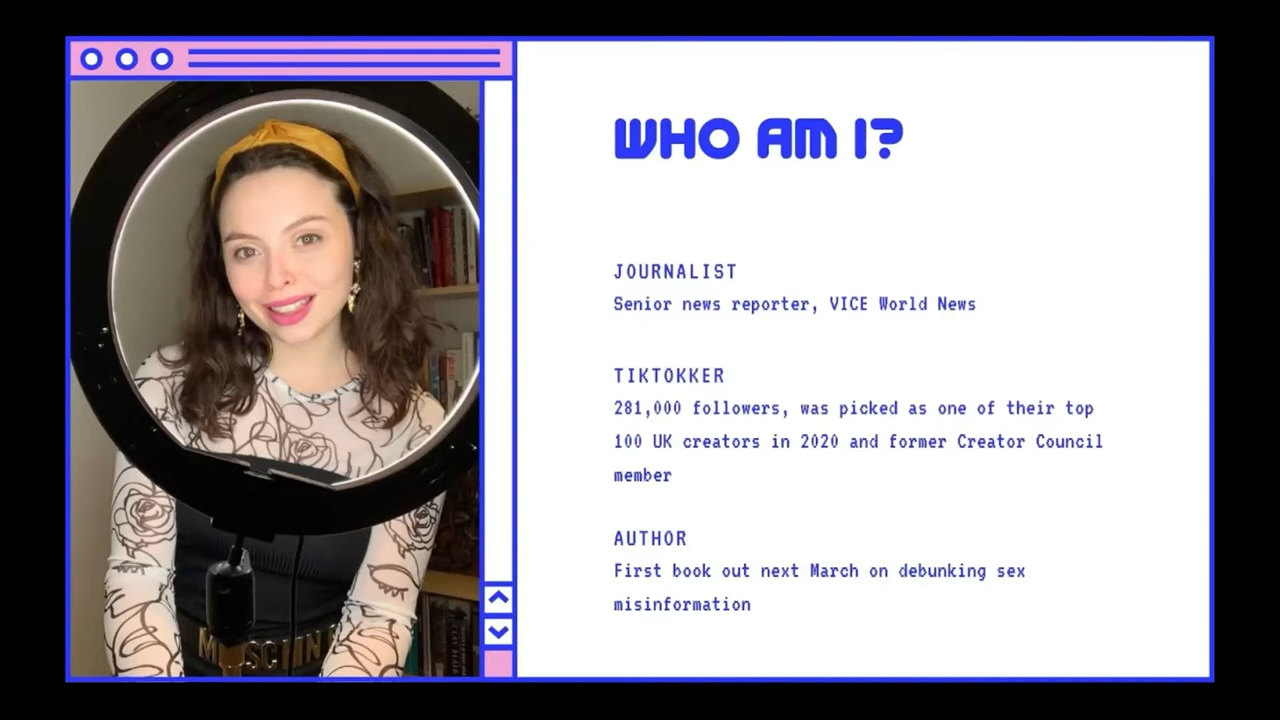 WHO AM I?
JOURNALIST
Senior news reporter, VICE World News
TIKTOKKER
281,000 followers, was picked as one of their top
100 UK creators in 2020 and former Creator Council
member
AUTHOR
First book out next March on debunking sex
misinformation